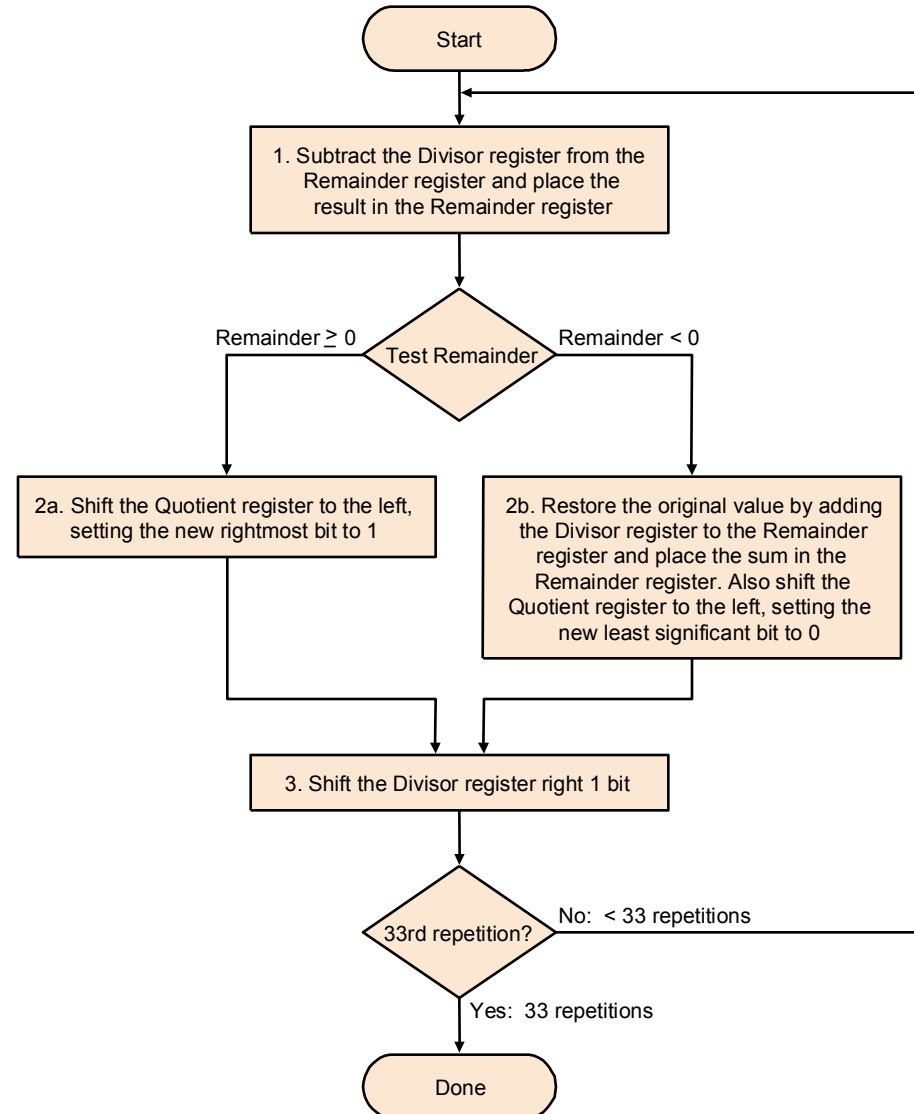 Start
1. Subtract the Divisor register from the
Remainder register and place the
result in the Remainder register
Remainder ≥ 0
Test Remainder
Remainder < 0
2a. Shift the Quotient register to the left,
setting the new rightmost bit to 1
2b. Restore the original value by adding
the Divisor register to the Remainder
register and place the sum in the
Remainder register. Also shift the
Quotient register to the left, setting the
new least significant bit to 0
3. Shift the Divisor register right 1 bit
33rd repetition?
No: < 33 repetitions
Yes: 33 repetitions
Done